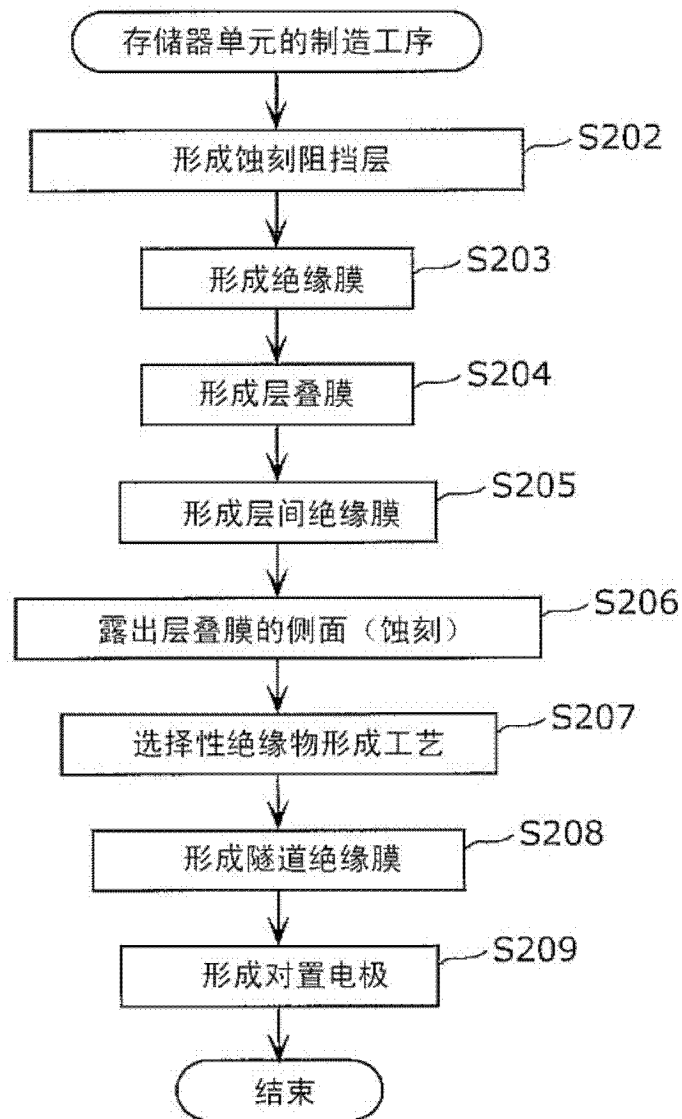 存储器单元的制造工序
形成蚀刻阻挡层
S202
形成绝缘膜
S203
形成层叠膜
S204
形成层间绝缘膜
S205
露出层叠膜的侧面（蚀刻）
S206
选择性绝缘物形成工艺
S207
形成隧道绝缘膜
S208
形成对置电极
S209
结束